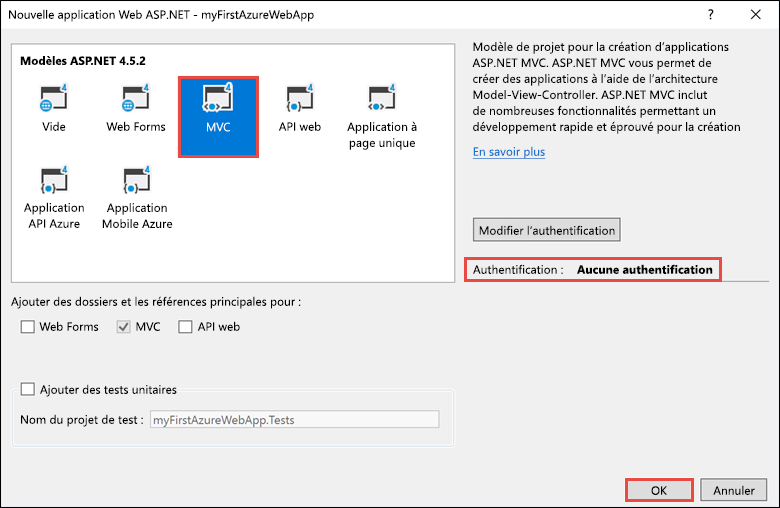 Nouvelle application Web ASP.NET - myFirstAzureWebApp
?
Modèles ASP.NET 4.5.2
Vide
Web Forms
MVC
API web
Application à
page unique
Application
API Azure
Application
Mobile Azure
Modèle de projet pour la création d'applications
ASP.NET MVC. ASP.NET MVC vous permet de
créer des applications à l'aide de l'architecture
Model-View-Controller. ASP.NET MVC inclut
de nombreuses fonctionnalités permettant un
développement rapide et éprouvé pour la création
En savoir plus
Modifier l'authentification
Authentification : Aucune authentification
Ajouter des dossiers et les références principales pour :
Web Forms MVC API web
Ajouter des tests unitaires
Nom du projet de test : myFirstAzureWebApp.Tests
OK Annuler